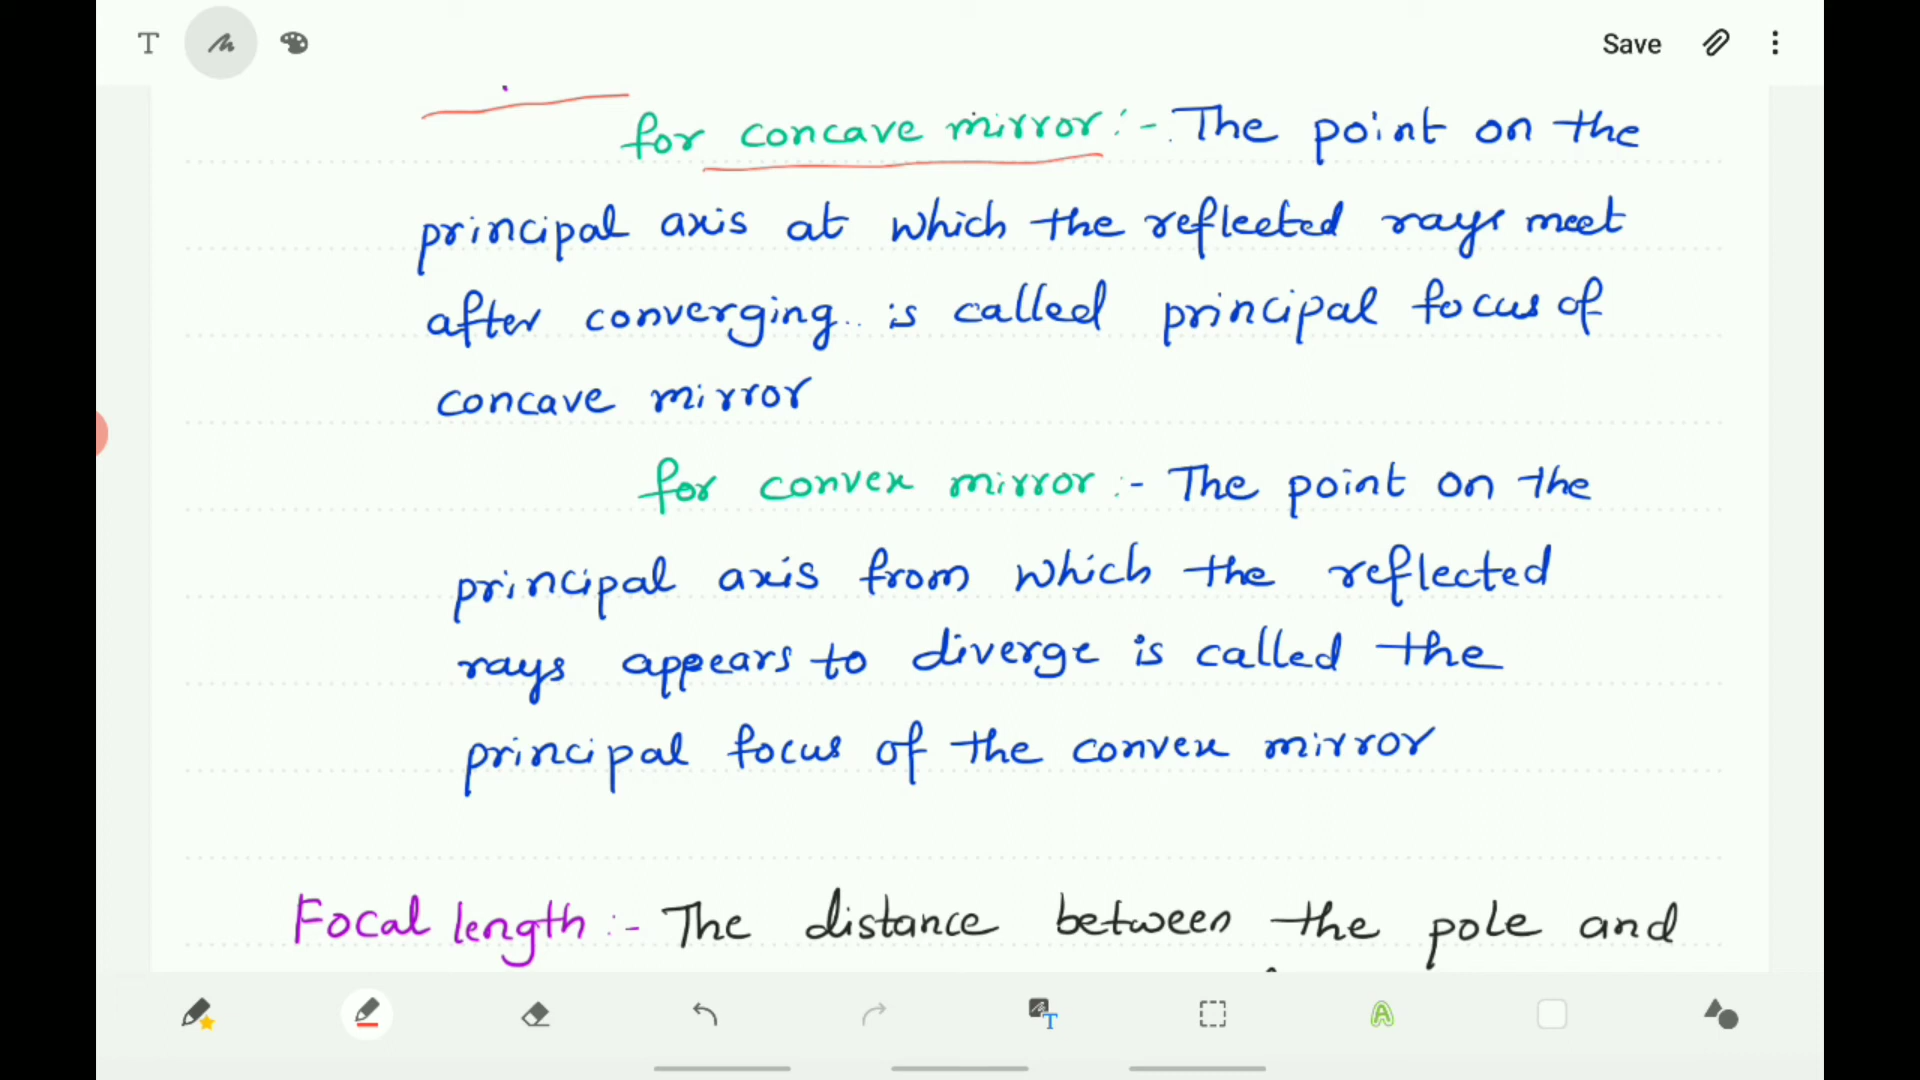 Save
for concave mirror :- The point on the
principal axis at which the reflected rays meet
after converging is called principal focus of
concave mirror
for convex mirror :- The point on the
principal axis from which the reflected
rays appears to diverge is called the
principal focus of the convex mirror
Focal length :- The distance between the pole and